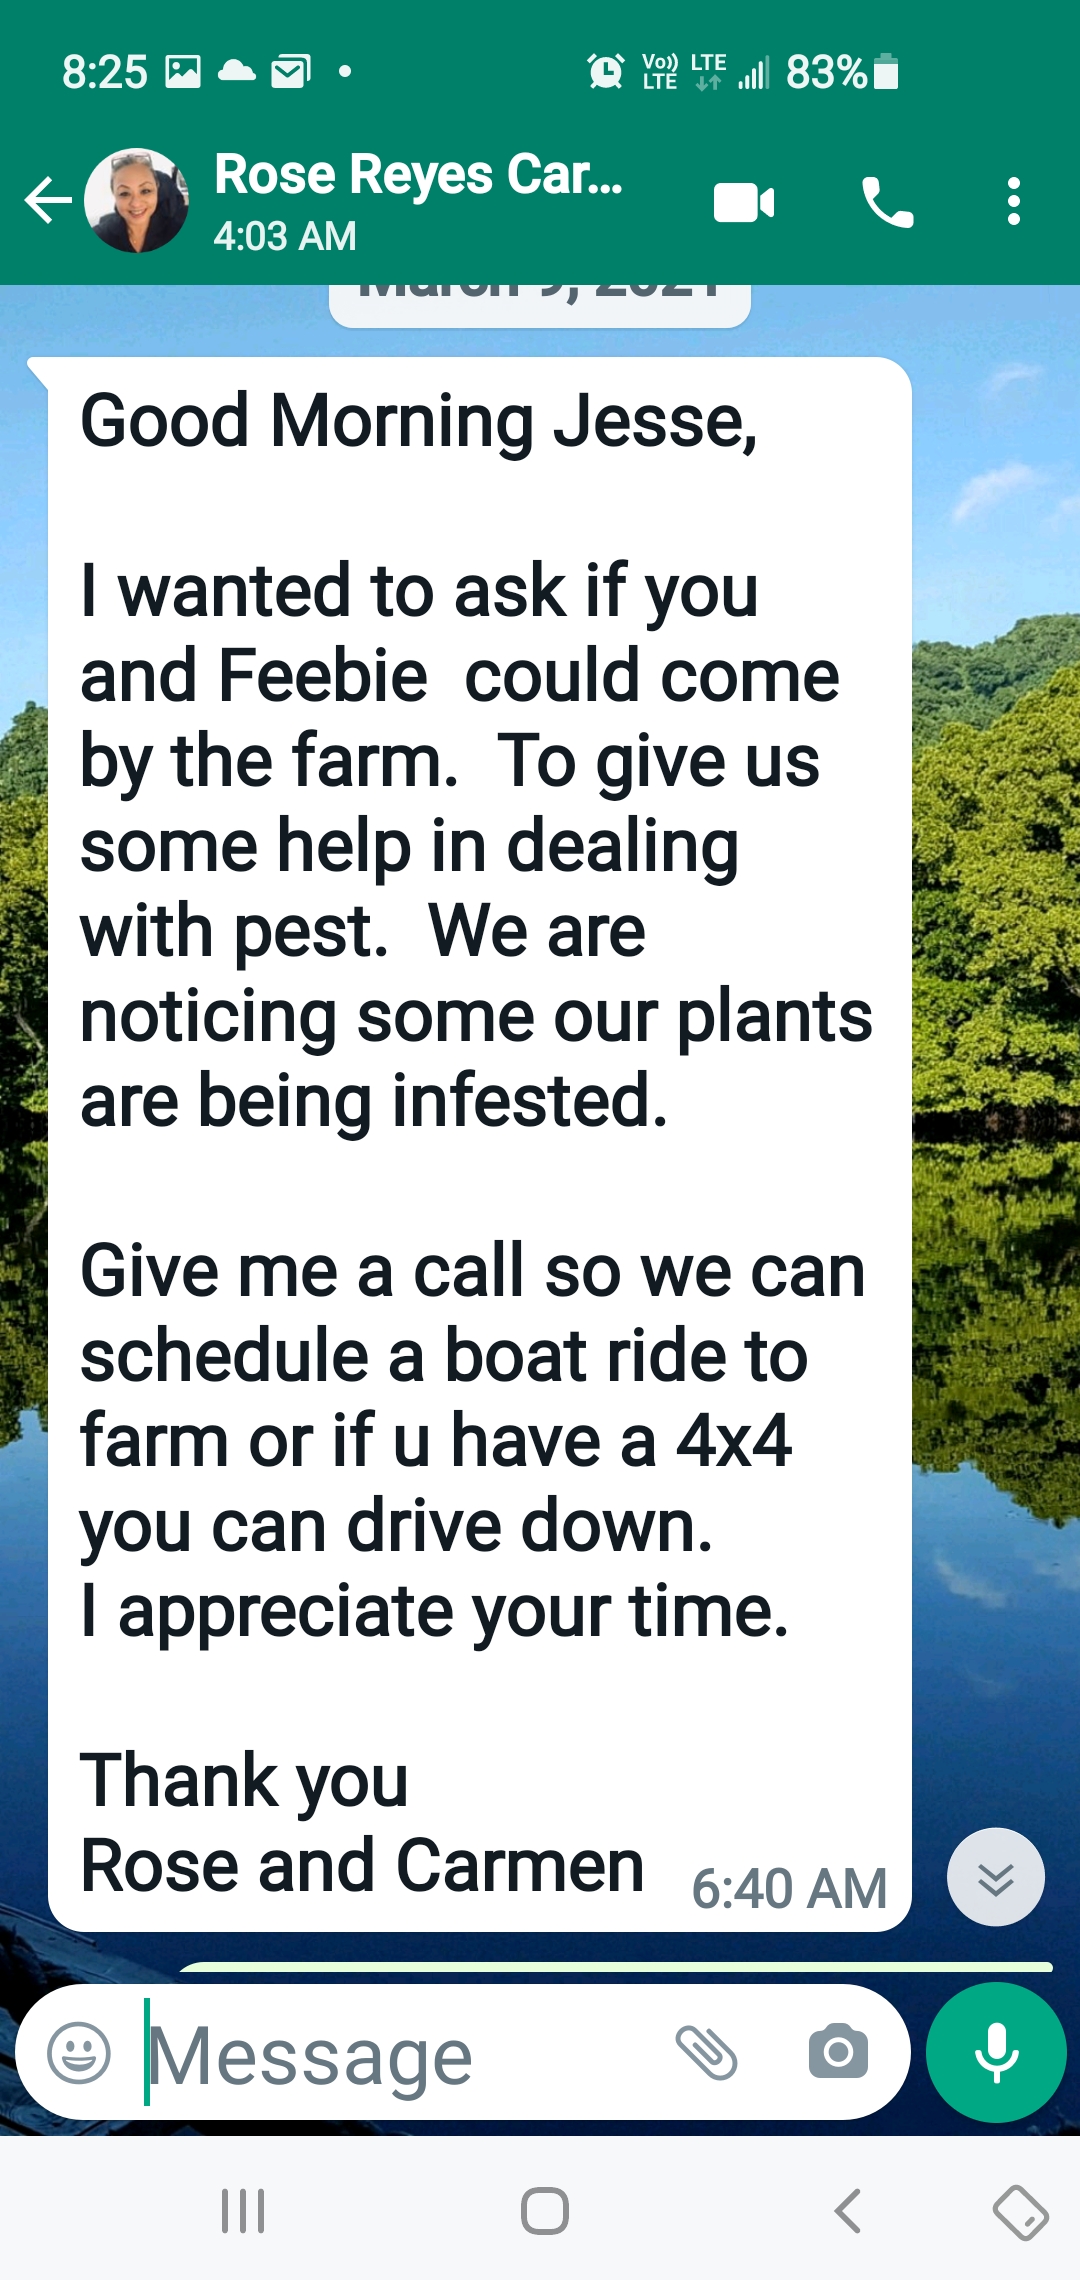 8:25
Vo)) LTE
LTE
83%
Rose Reyes Car...
4:03 AM
March 9, 2021
Good Morning Jesse,
I wanted to ask if you
and Feebie  could come
by the farm.  To give us
some help in dealing
with pest.  We are
noticing some our plants
are being infested.
Give me a call so we can
schedule a boat ride to
farm or if u have a 4x4
you can drive down.
I appreciate your time.
Thank you
Rose and Carmen
6:40 AM
Message